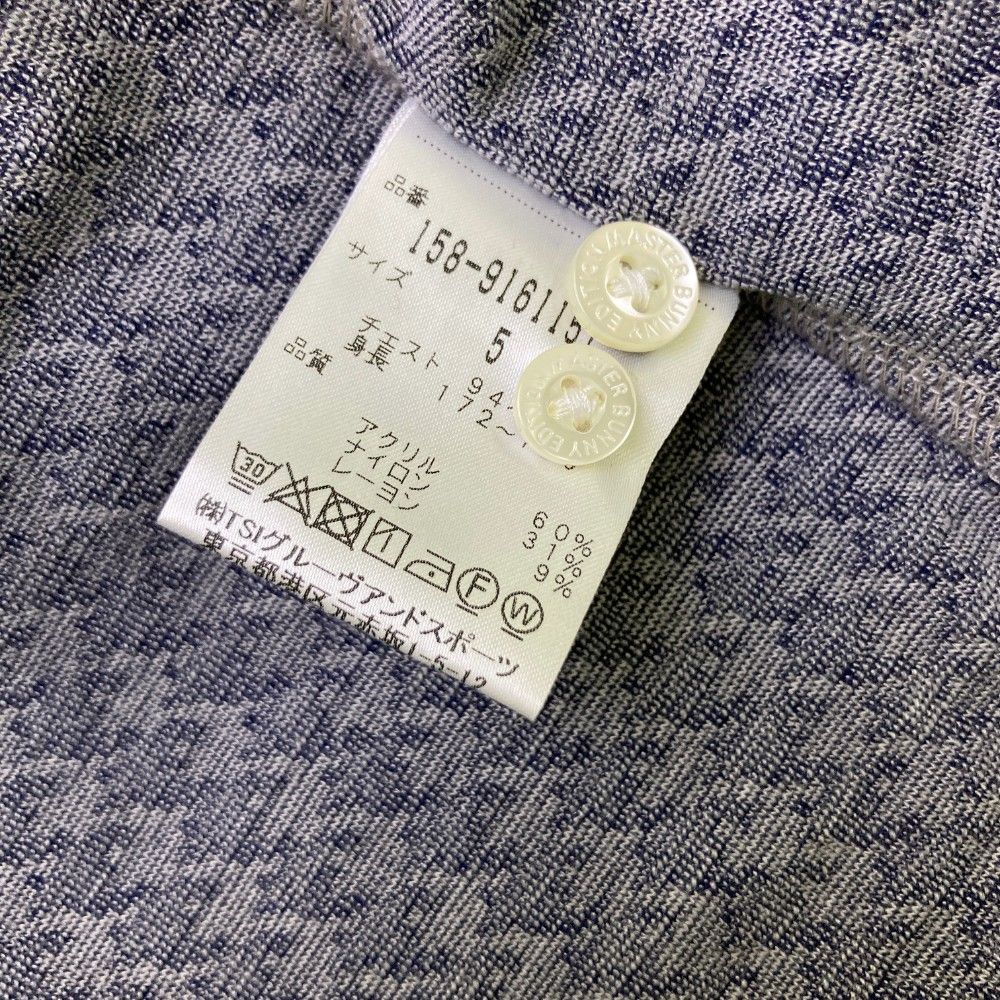 品番
158-916115
サイズ 5
チェスト 94
身長 172~
品質
アクリル 60%
ナイロン 31%
レーヨン 9%
30 1 F W
㈱TSIグルーヴアンドスポーツ
東京都港区元赤坂1-5-12
MASTER BUNNY EDITION
MASTER BUNNY EDITION